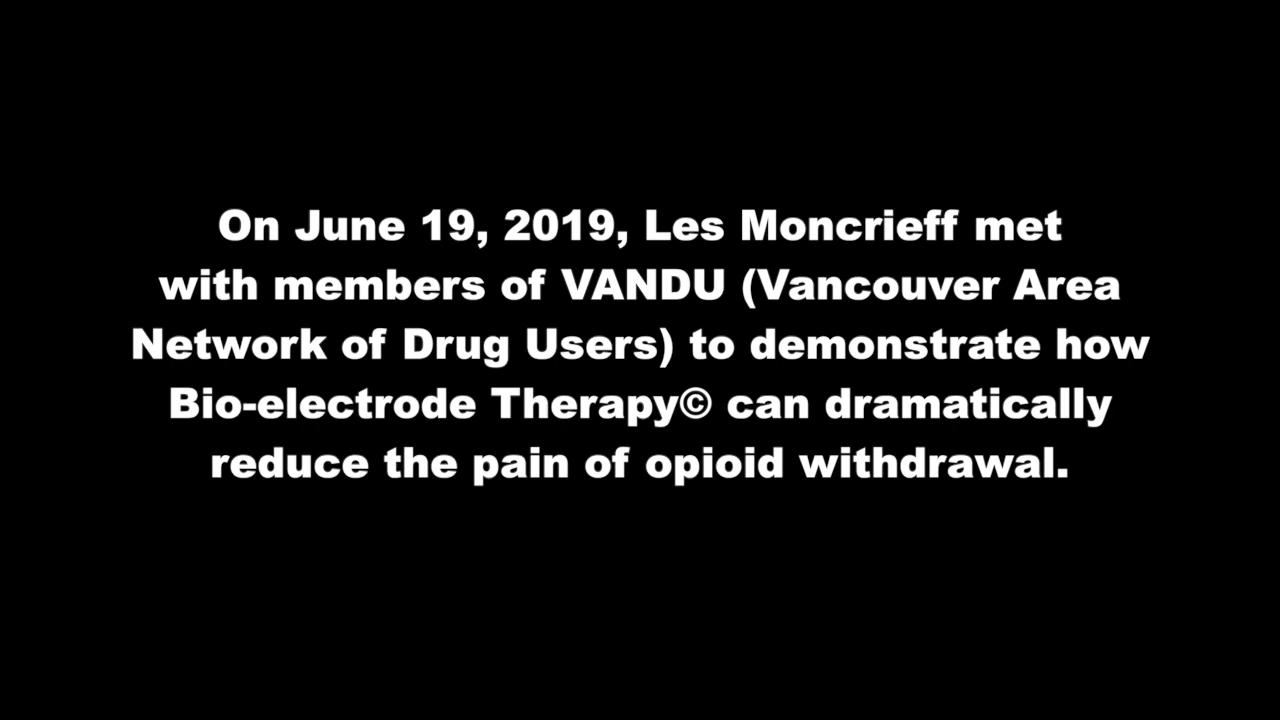 On June 19, 2019, Les Moncrieff met
with members of VANDU (Vancouver Area
Network of Drug Users) to demonstrate how
Bio-electrode Therapy© can dramatically
reduce the pain of opioid withdrawal.